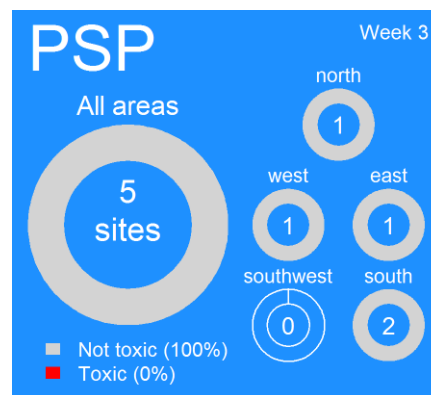 PSP
Week 3
All areas
5
sites
north
1
west
1
east
1
southwest
0
south
2
Not toxic (100%)
Toxic (0%)